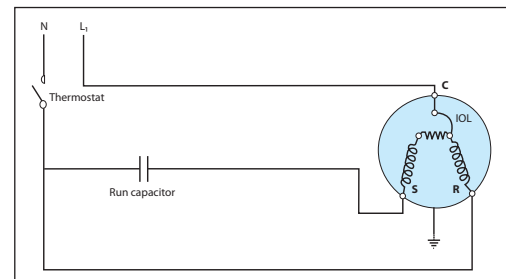 N L₁
C
Thermostat
IOL
S R
Run capacitor